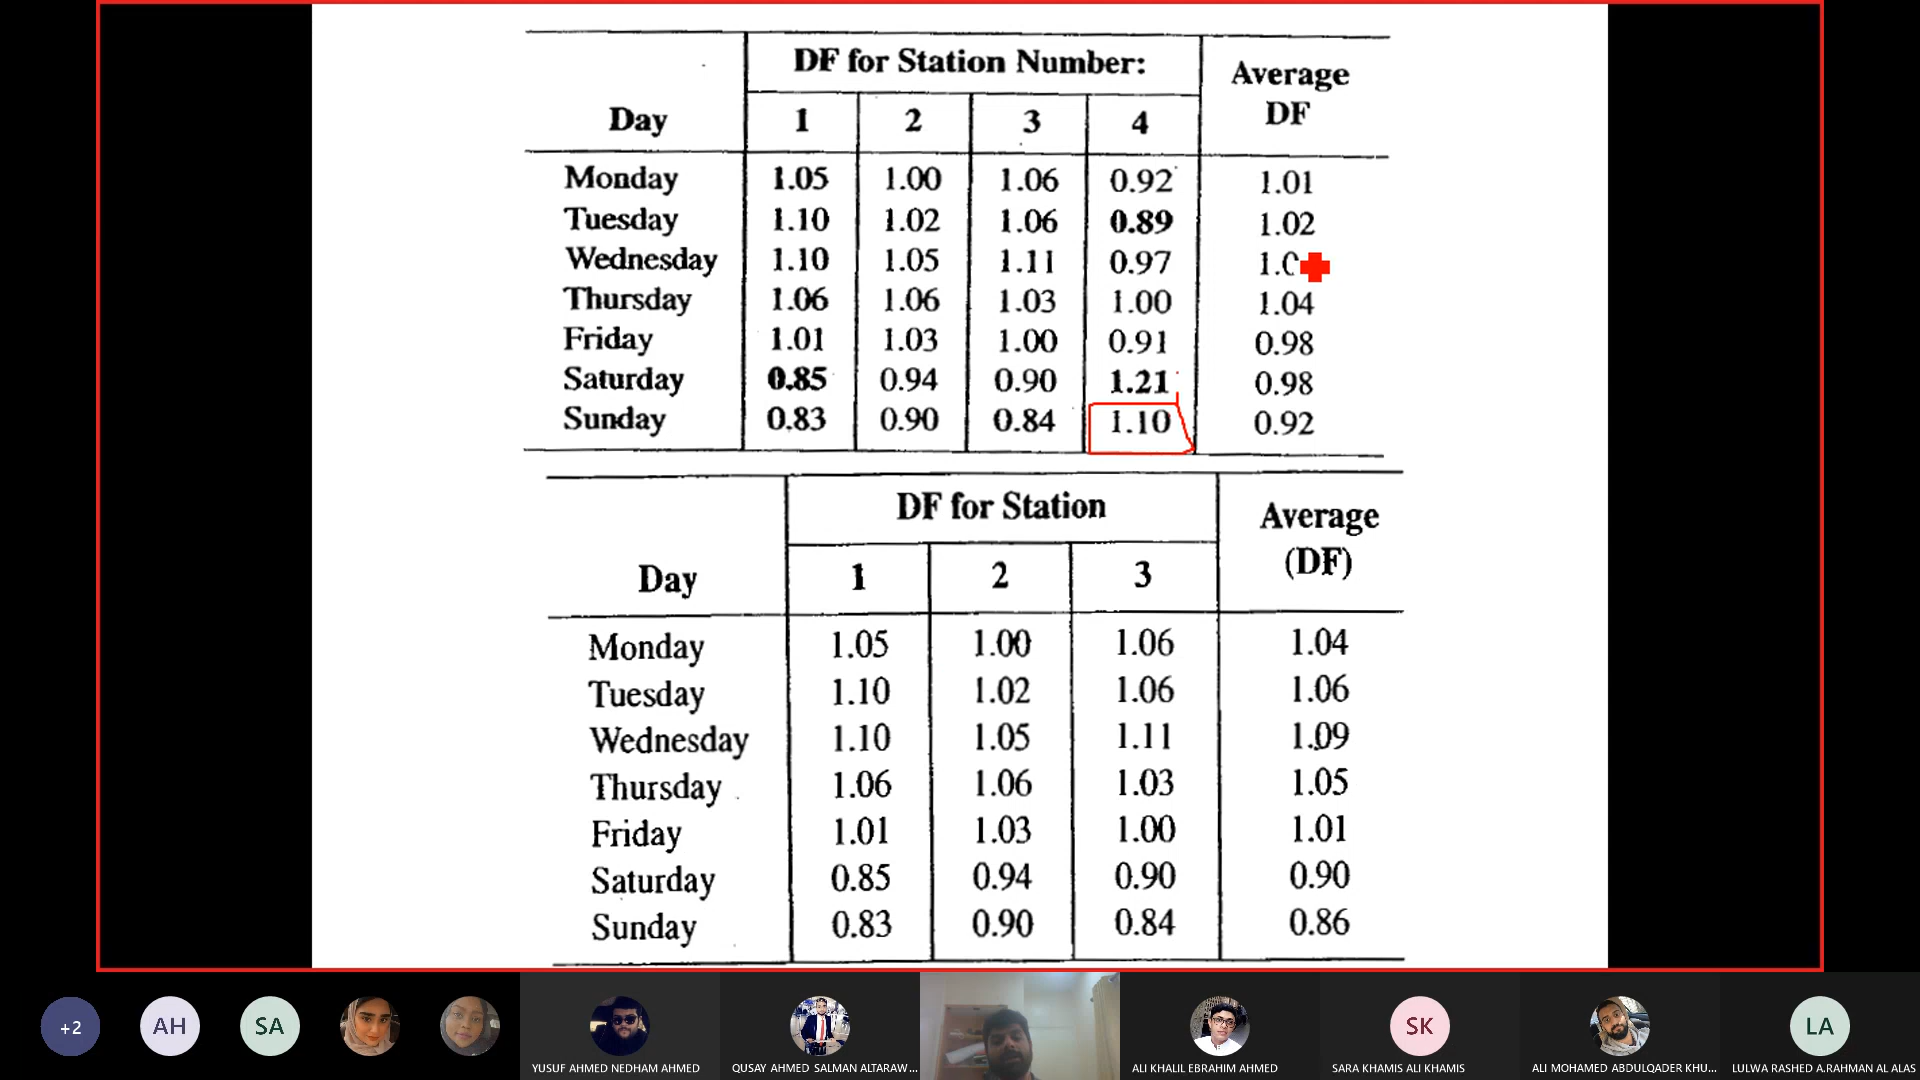 DF for Station Number:
Average
DF
Day 1 2 3 4
Monday 1.05 1.00 1.06 0.92 1.01
Tuesday 1.10 1.02 1.06 0.89 1.02
Wednesday 1.10 1.05 1.11 0.97
Thursday 1.06 1.06 1.03 1.00 1.04
Friday 1.01 1.03 1.00 0.91 0.98
Saturday 0.85 0.94 0.90 1.21 0.98
Sunday 0.83 0.90 0.84 1.10 0.92
DF for Station
Average
(DF)
Day 1 2 3
Monday 1.05 1.00 1.06 1.04
Tuesday 1.10 1.02 1.06 1.06
Wednesday 1.10 1.05 1.11 1.09
Thursday 1.06 1.06 1.03 1.05
Friday 1.01 1.03 1.00 1.01
Saturday 0.85 0.94 0.90 0.90
Sunday 0.83 0.90 0.84 0.86
+2 AH SA SK LA
YUSUF AHMED NEDHAM AHMED
QUSAY AHMED SALMAN ALTARAW...
ALI KHALIL EBRAHIM AHMED
SARA KHAMIS ALI KHAMIS
ALI MOHAMED ABDULQADER KHU...
LULWA RASHED A.RAHMAN AL ALAS